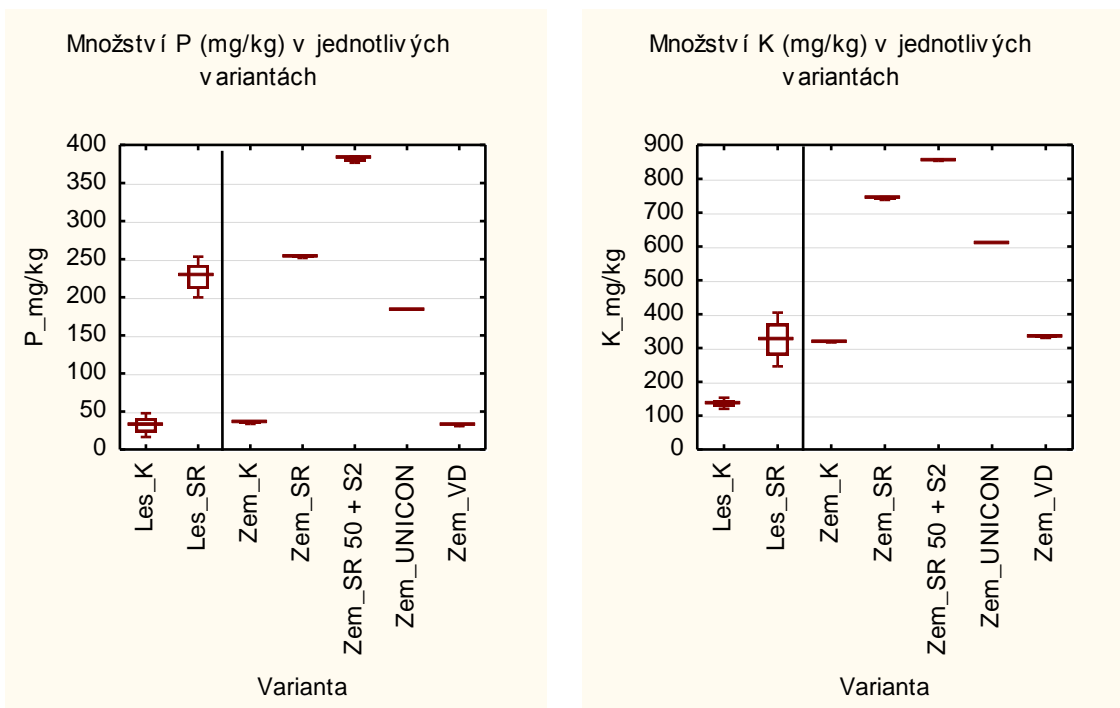 Množství P (mg/kg) v jednotlivých
variantách
P_mg/kg
400
350
300
250
200
150
100
50
0
Les_K
Les_SR
Zem_K
Zem_SR
Zem_SR 50 + S2
Zem_UNICON
Zem_VD
Varianta
Množství K (mg/kg) v jednotlivých
variantách
K_mg/kg
900
800
700
600
500
400
300
200
100
0
Les_K
Les_SR
Zem_K
Zem_SR
Zem_SR 50 + S2
Zem_UNICON
Zem_VD
Varianta